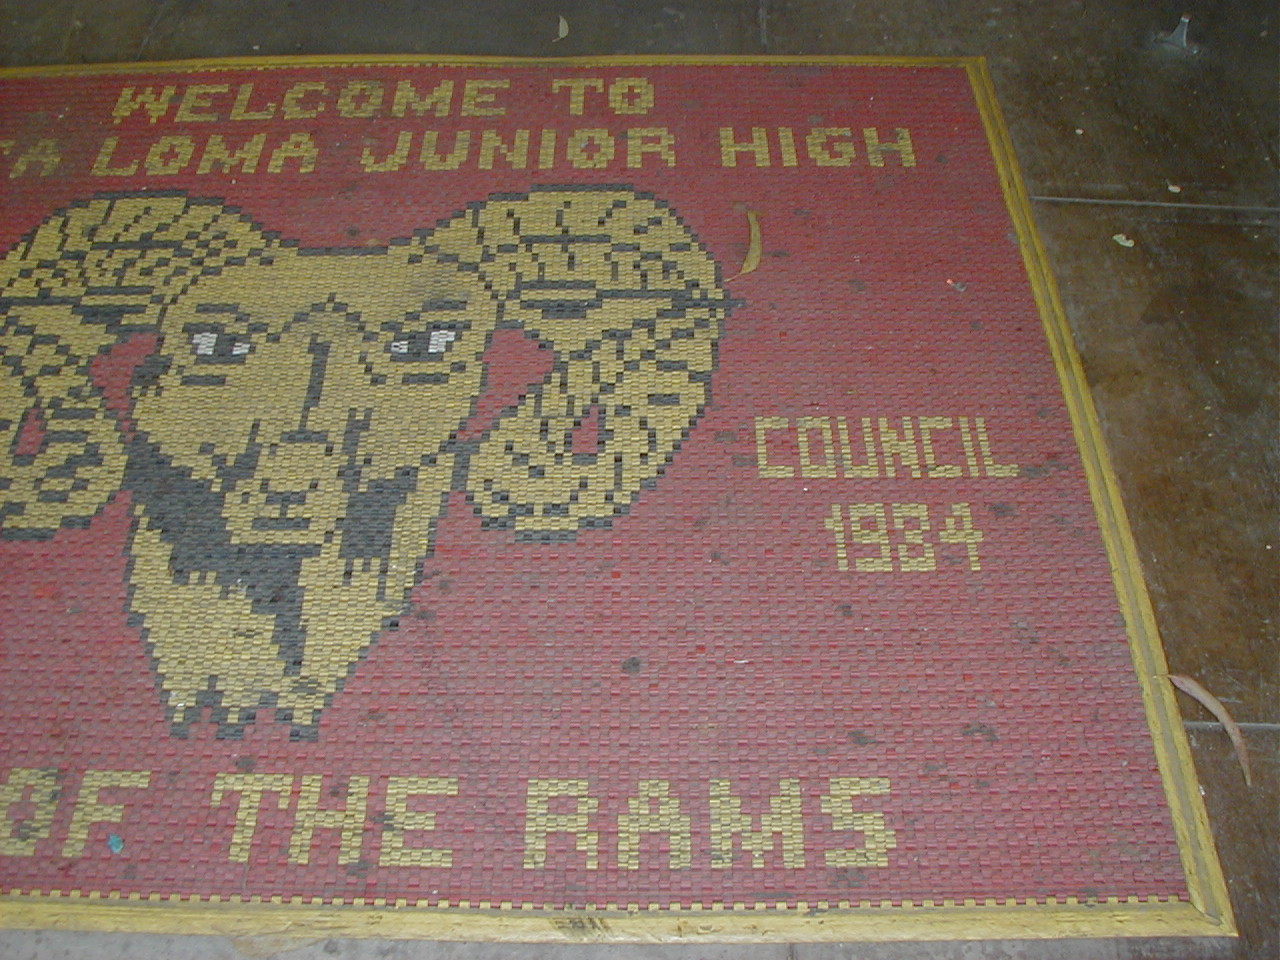 WELCOME TO
TA LOMA JUNIOR HIGH
COUNCIL
1984
OF THE RAMS